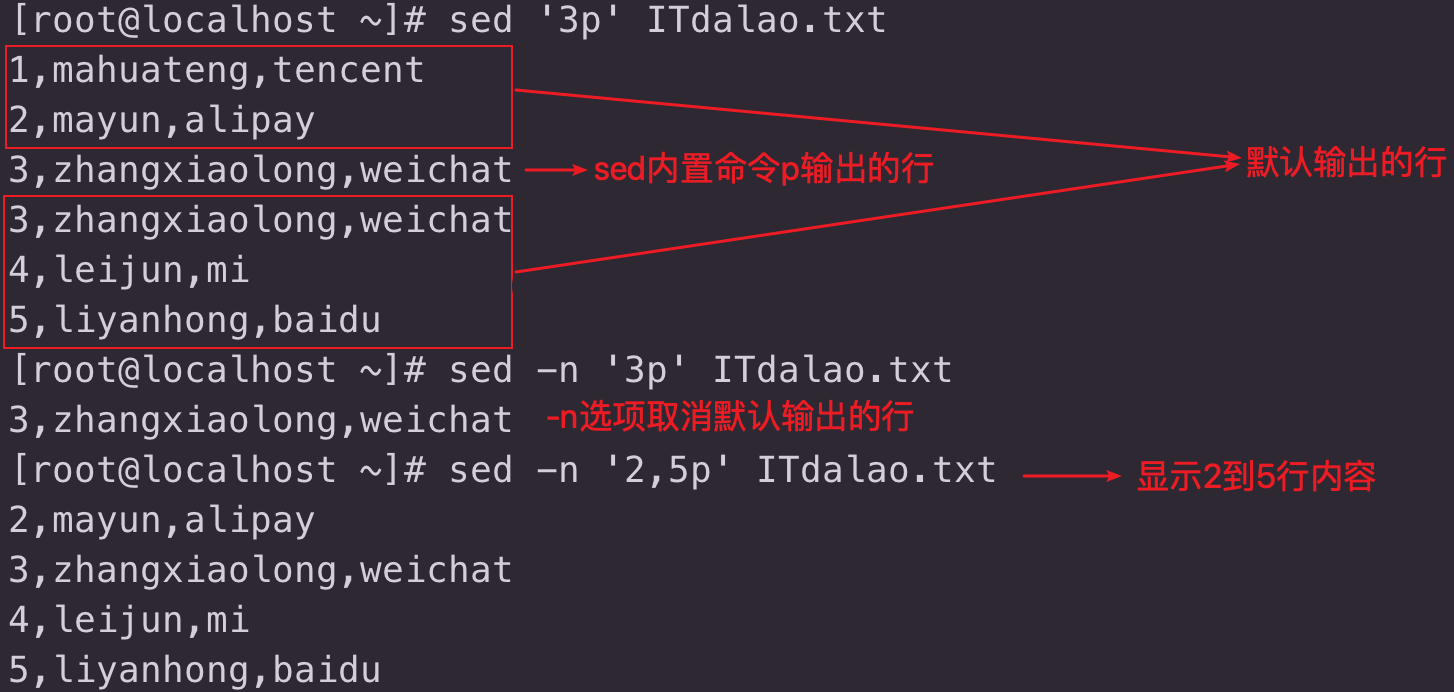 [root@localhost ~]# sed '3p' ITdalao.txt
1,mahuateng,tencent
2,mayun,alipay
3,zhangxiaolong,weichat sed内置命令p输出的行 默认输出的行
3,zhangxiaolong,weichat
4,leijun,mi
5,liyanhong,baidu
[root@localhost ~]# sed -n '3p' ITdalao.txt
3,zhangxiaolong,weichat -n选项取消默认输出的行
[root@localhost ~]# sed -n '2,5p' ITdalao.txt 显示2到5行内容
2,mayun,alipay
3,zhangxiaolong,weichat
4,leijun,mi
5,liyanhong,baidu